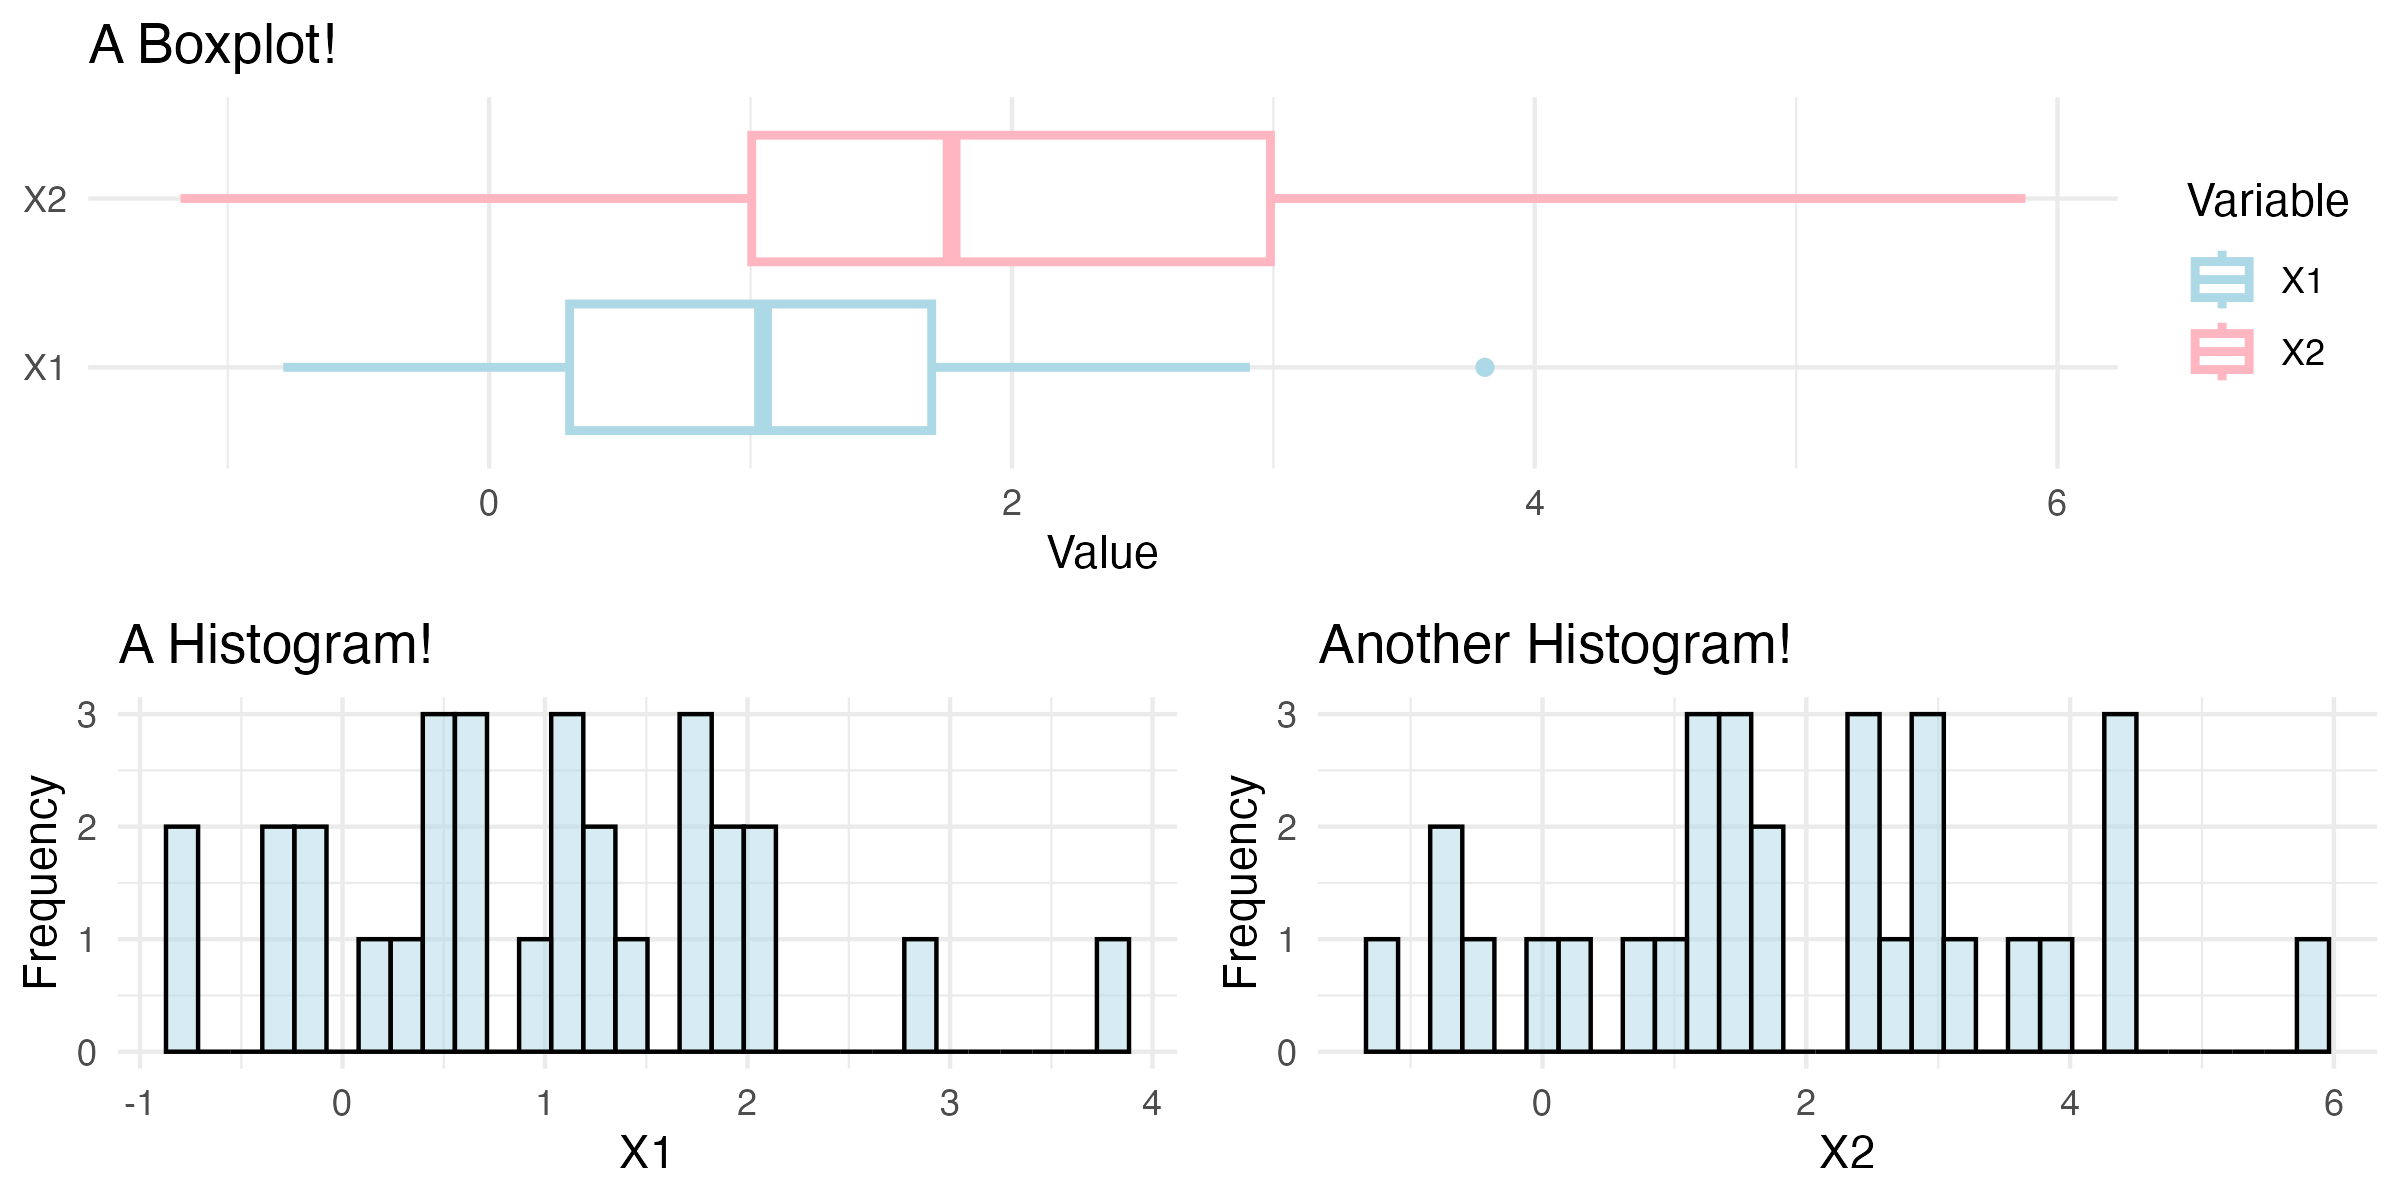 A Boxplot!
X2
X1
0 2 4 6
Value
Variable
X1
X2
A Histogram!
3
2
1
0
Frequency
-1 0 1 2 3 4
X1
Another Histogram!
3
2
1
0
Frequency
0 2 4 6
X2